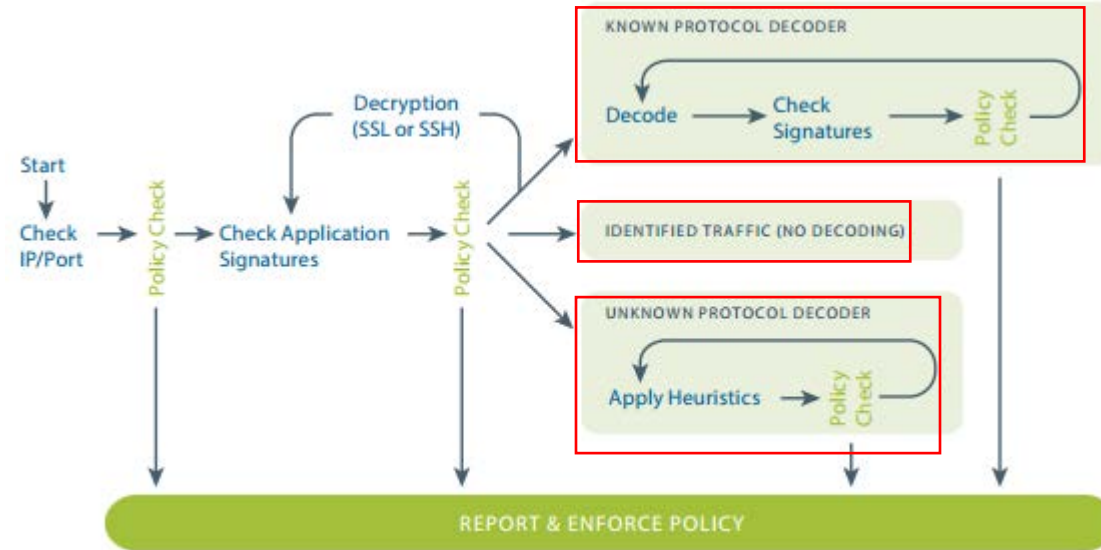 KNOWN PROTOCOL DECODER
Decode
Check
Signatures
Policy
Check
Decryption
(SSL or SSH)
Start
Check
IP/Port
Policy Check
Check Application
Signatures
Policy Check
IDENTIFIED TRAFFIC (NO DECODING)
UNKNOWN PROTOCOL DECODER
Apply Heuristics
Policy
Check
REPORT & ENFORCE POLICY